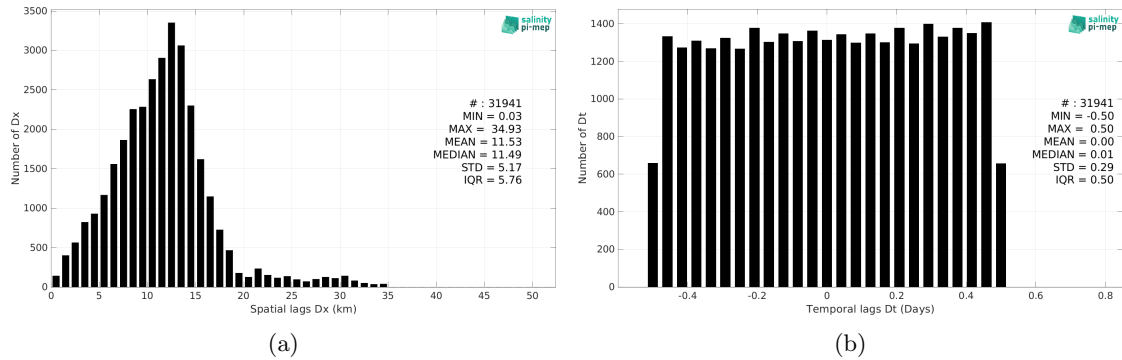 3500
3000
2500
2000
1500
1000
500
0
Number of Dx
0 5 10 15 20 25 30 35 40 45 50
Spatial lags Dx (km)
salinity
pi-mep
# : 31941
MIN = 0.03
MAX = 34.93
MEAN = 11.53
MEDIAN = 11.49
STD = 5.17
IQR = 5.76
(a)
1400
1200
1000
800
600
400
200
0
Number of Dt
-0.4 -0.2 0 0.2 0.4 0.6 0.8
Temporal lags Dt (Days)
salinity
pi-mep
# : 31941
MIN = -0.50
MAX = 0.50
MEAN = 0.00
MEDIAN = 0.01
STD = 0.29
IQR = 0.50
(b)